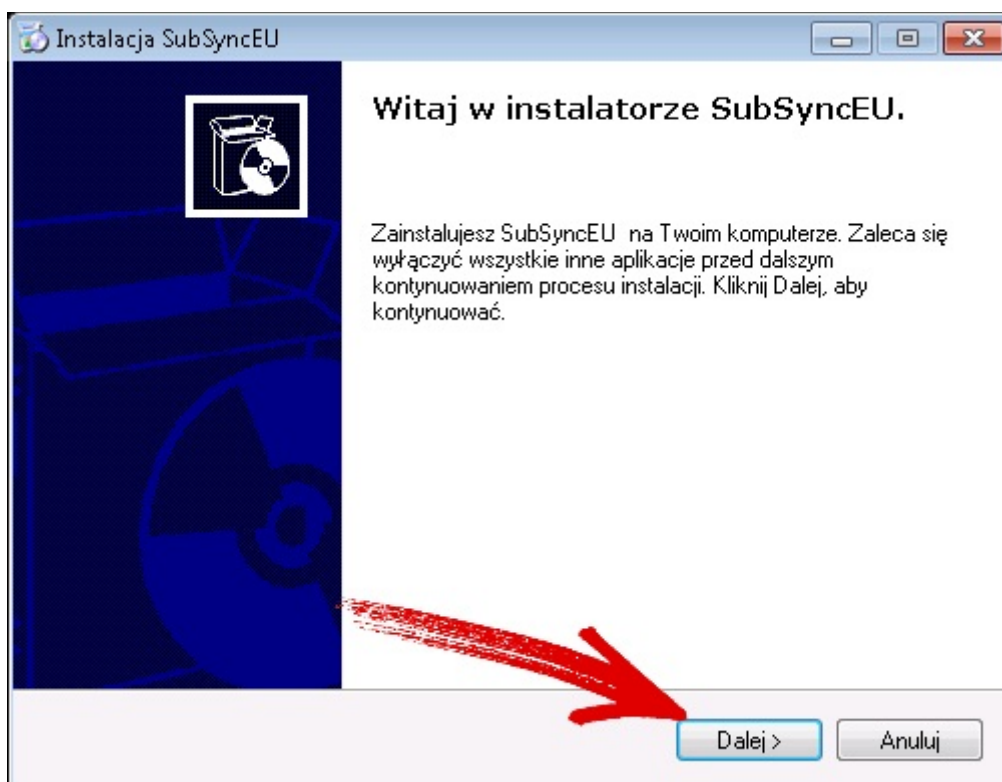 Instalacja SubSyncEU
Witaj w instalatorze SubSyncEU.
Zainstalujesz SubSyncEU  na Twoim komputerze. Zaleca się
wyłączyć wszystkie inne aplikacje przed dalszym
kontynuowaniem procesu instalacji. Kliknij Dalej, aby
kontynuować.
Dalej >
Anuluj